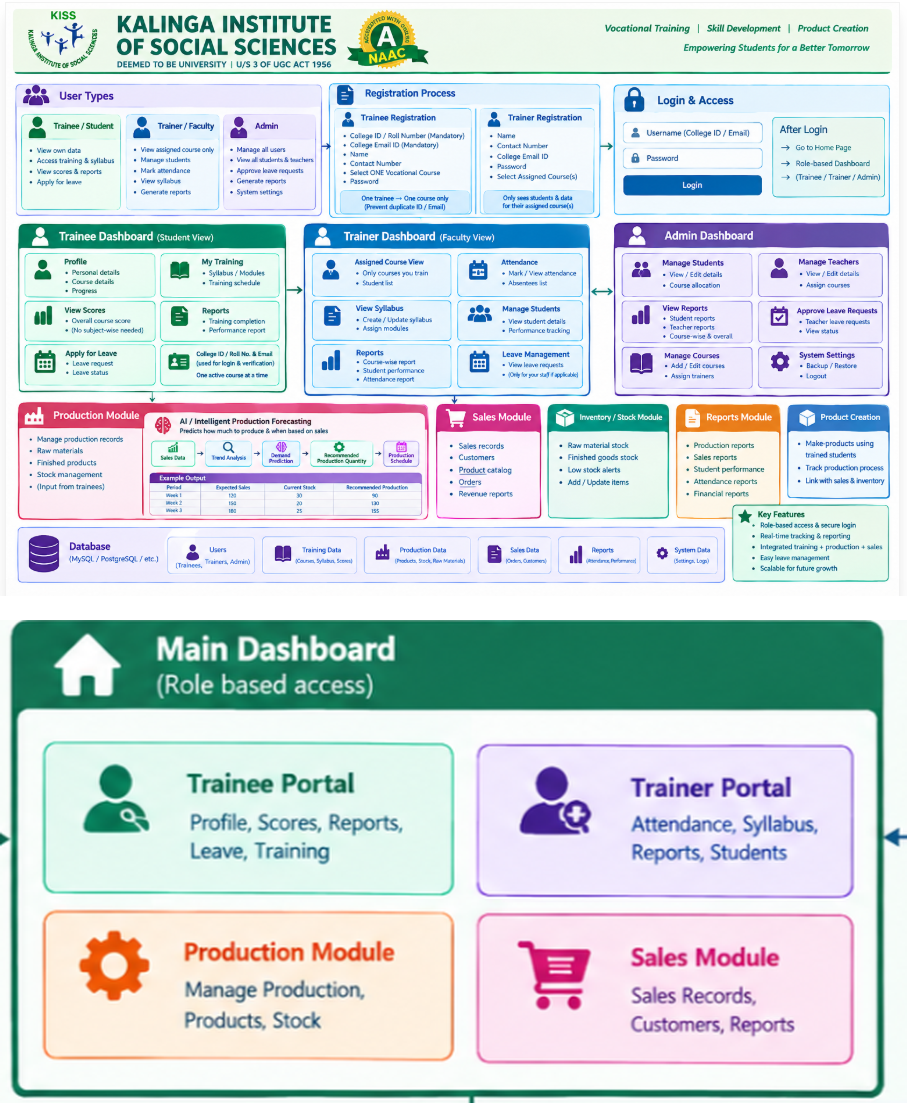 KISS
KALINGA INSTITUTE OF SOCIAL SCIENCES
KALINGA INSTITUTE
OF SOCIAL SCIENCES
DEEMED TO BE UNIVERSITY | U/S 3 OF UGC ACT 1956
A
NAAC
Vocational Training | Skill Development | Product Creation
Empowering Students for a Better Tomorrow
User Types
Trainee / Student
• View own data
• Access training & syllabus
• View scores & reports
• Apply for leave
Trainer / Faculty
• View assigned course only
• Manage students
• Mark attendance
• View syllabus
• Generate reports
Admin
• Manage all users
• View all students & teachers
• Approve leave requests
• Generate reports
• System settings
Registration Process
Trainee Registration
• College ID / Roll Number (Mandatory)
• College Email ID (Mandatory)
• Name
• Contact Number
• Select ONE Vocational Course
• Password
One trainee → One course only
(Prevent duplicate ID / Email)
Trainer Registration
• Name
• Contact Number
• College Email ID
• Password
• Select Assigned Course(s)
Only sees students & data
for their assigned course(s)
Login & Access
Username (College ID / Email)
Password
Login
After Login
→ Go to Home Page
→ Role-based Dashboard
→ (Trainee / Trainer / Admin)
Trainee Dashboard (Student View)
Profile
• Personal details
• Course details
• Progress
My Training
• Syllabus / Modules
• Training schedule
View Scores
• Overall course score
• (No subject-wise needed)
Reports
• Training completion
• Performance report
Apply for Leave
• Leave request
• Leave status
College ID / Roll No. & Email
(used for login & verification)
One active course at a time
Trainer Dashboard (Faculty View)
Assigned Course View
• Only courses you train
• Student list
Attendance
• Mark / View attendance
• Absentees list
View Syllabus
• Create / Update syllabus
• Assign modules
Manage Students
• View student details
• Performance tracking
Reports
• Course-wise report
• Student performance
• Attendance report
Leave Management
• View leave requests
• (Only for your staff if applicable)
Admin Dashboard
Manage Students
• View / Edit details
• Course allocation
Manage Teachers
• View / Edit details
• Assign courses
View Reports
• Student reports
• Teacher reports
• Course-wise & overall
Approve Leave Requests
• Teacher leave requests
• View status
Manage Courses
• Add / Edit courses
• Assign trainers
System Settings
• Backup / Restore
• Logout
Production Module
• Manage production records
• Raw materials
• Finished products
• Stock management
• (Input from trainees)
AI / Intelligent Production Forecasting
Predicts how much to produce & when based on sales
Sales Data
Trend Analysis
Demand
Prediction
Recommended
Production Quantity
Production
Schedule
Example Output
Period Expected Sales Current Stock Recommended Production
Week 1 120 30 90
Week 2 150 20 130
Week 3 180 25 155
Sales Module
• Sales records
• Customers
• Product catalog
• Orders
• Revenue reports
Inventory / Stock Module
• Raw material stock
• Finished goods stock
• Low stock alerts
• Add / Update items
Reports Module
• Production reports
• Sales reports
• Student performance
• Attendance reports
• Financial reports
Product Creation
• Make-products using
trained students
• Track production process
• Link with sales & inventory
Key Features
• Role-based access & secure login
• Real-time tracking & reporting
• Integrated training + production + sales
• Easy leave management
• Scalable for future growth
Database
(MySQL / PostgreSQL / etc.)
Users
(Trainees, Trainers, Admin)
Training Data
(Courses, Syllabus, Scores)
Production Data
(Products, Stock, Raw Materials)
Sales Data
(Orders, Customers)
Reports
(Attendance, Performance)
System Data
(Settings, Logs)
Main Dashboard
(Role based access)
Trainee Portal
Profile, Scores, Reports,
Leave, Training
Trainer Portal
Attendance, Syllabus,
Reports, Students
Production Module
Manage Production,
Products, Stock
Sales Module
Sales Records,
Customers, Reports